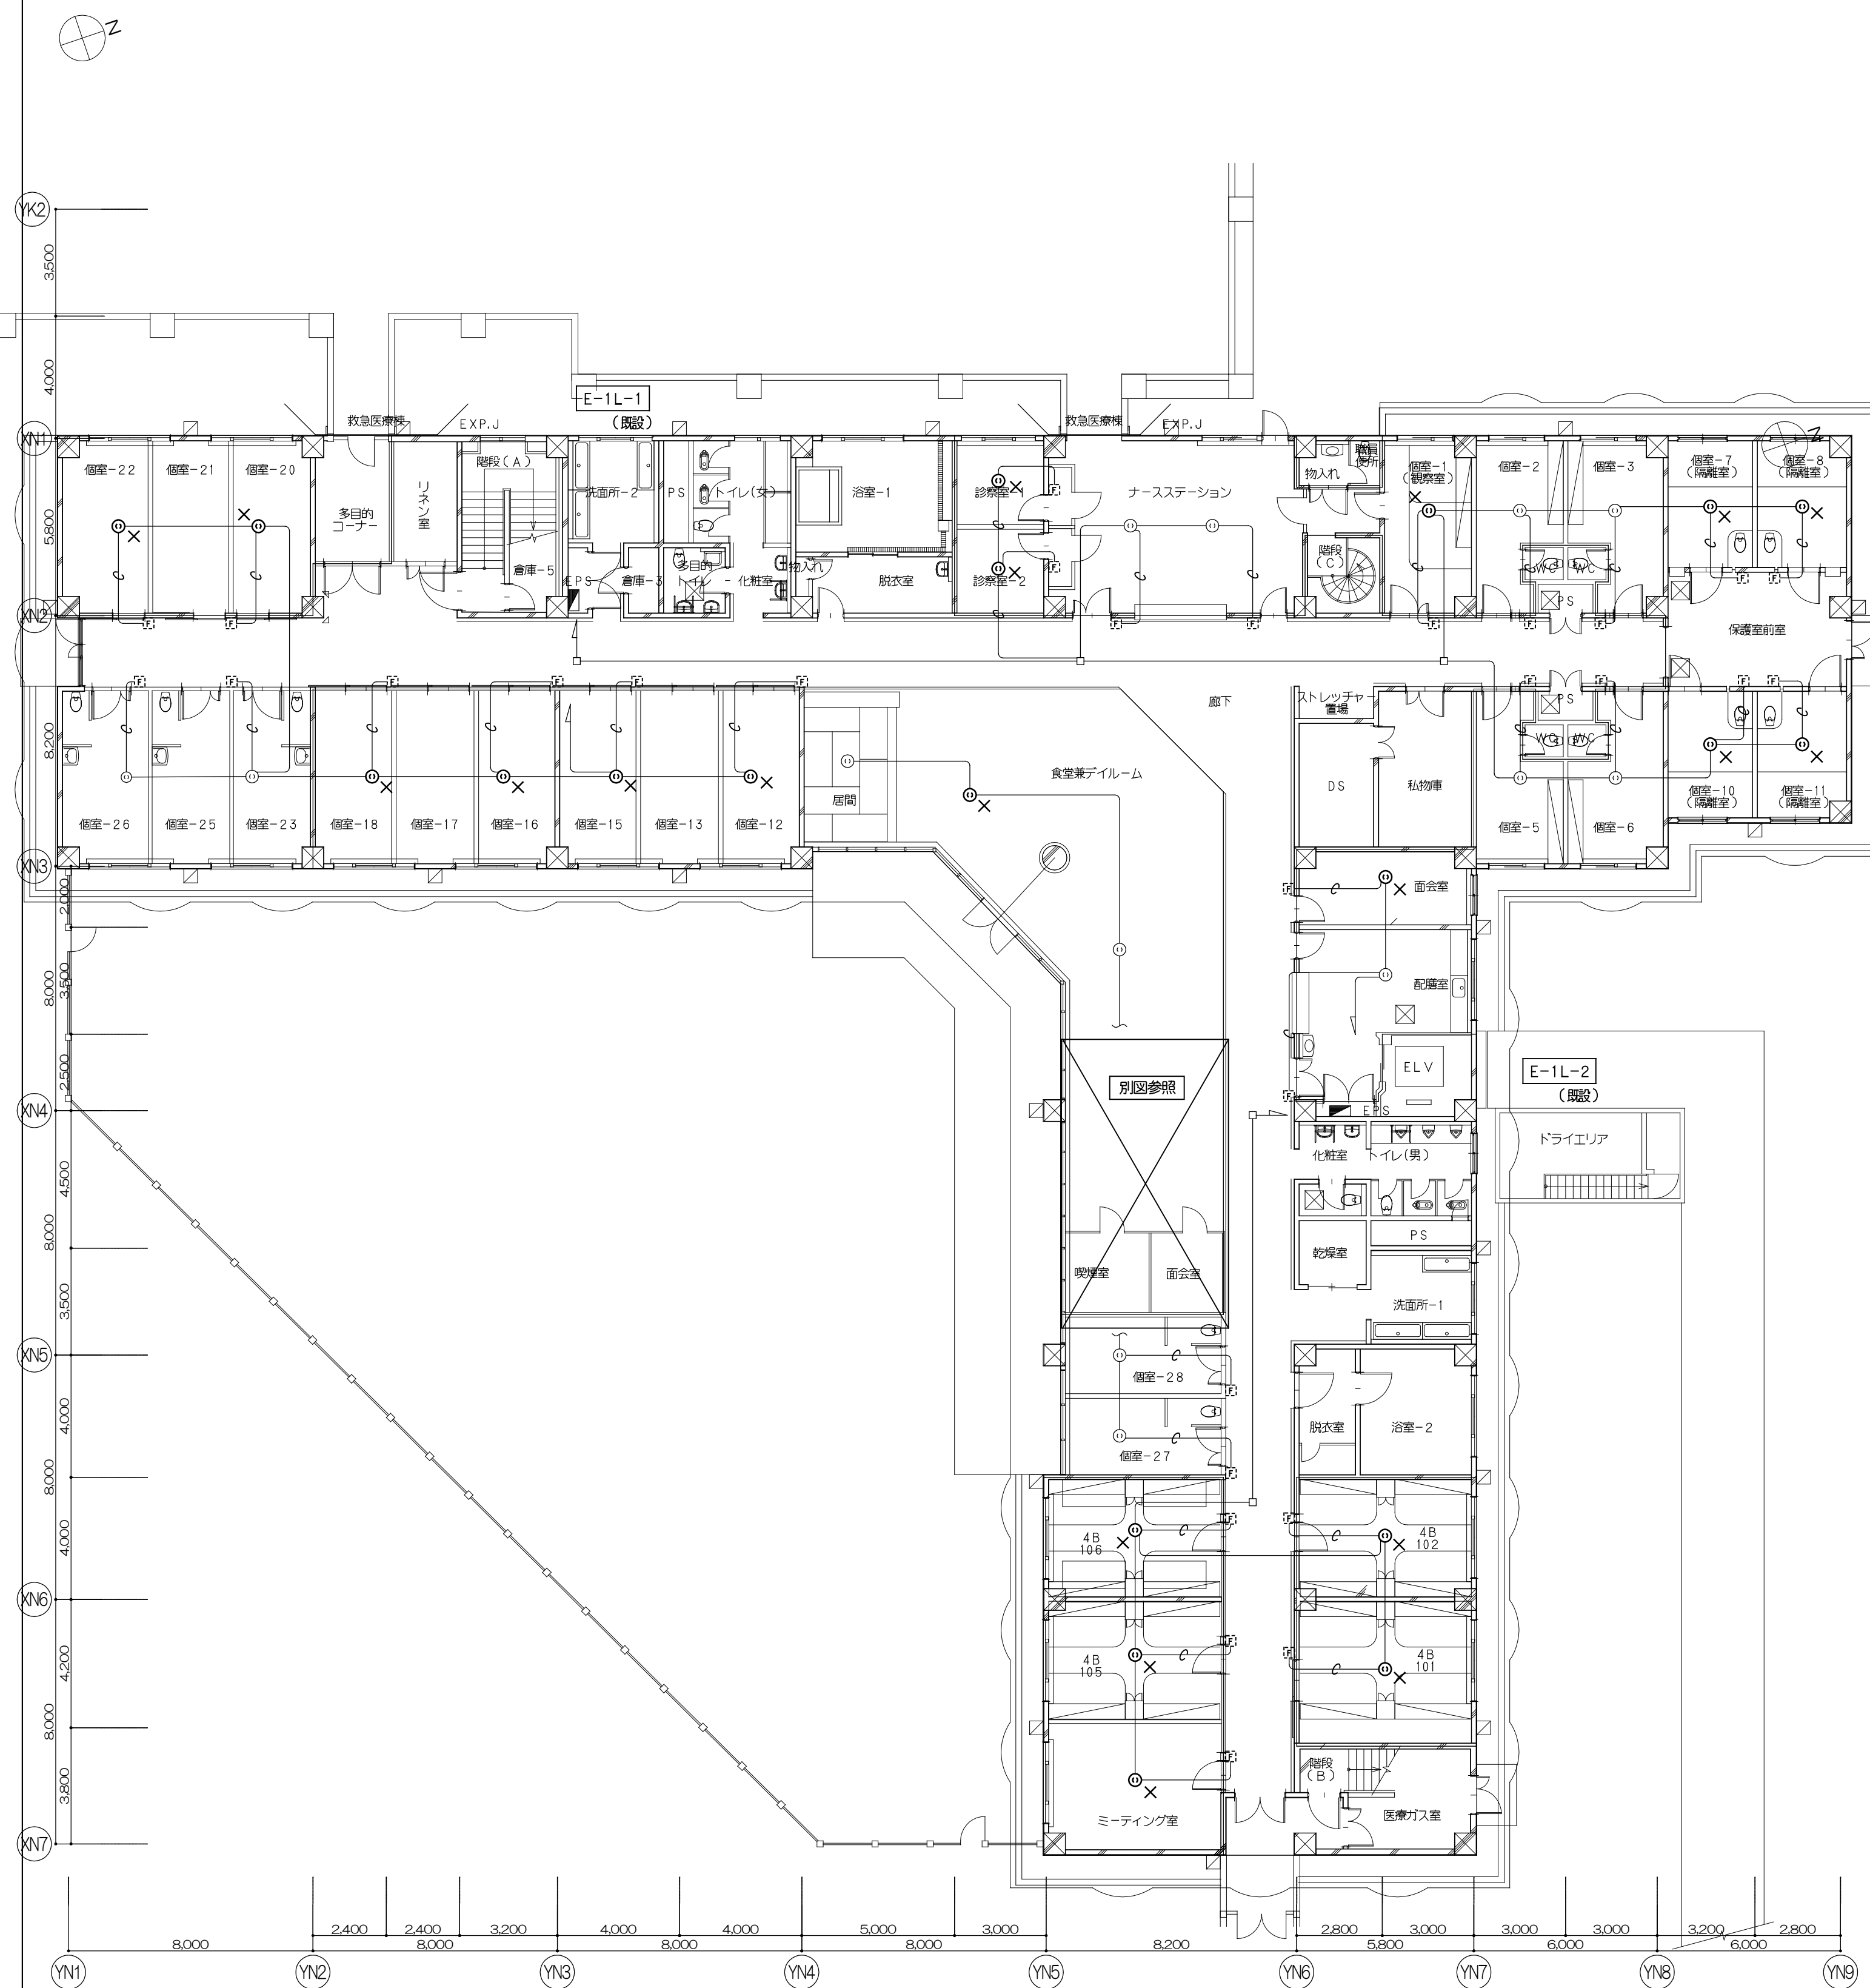 N
YK2
3,500
4,000
E-1L-1
(既設)
救急医療棟
EXP.J
救急医療棟
EXP.J
N
XN1
5,800
個室-22
個室-21
個室-20
多目的
コーナー
リネン室
階段(A)
倉庫-5
洗面所-2
PS
トイレ(女)
浴室-1
診察室-1
ナースステーション
物入れ
職員
便所
個室-1
(観察室)
個室-2
個室-3
個室-7
(隔離室)
個室-8
(隔離室)
階段
(C)
EPS
倉庫-3
多目的
トイレ
化粧室
物入れ
脱衣室
診察室-2
WC
WC
PS
XN2
保護室前室
8,200
個室-26
個室-25
個室-23
個室-18
個室-17
個室-16
個室-15
個室-13
個室-12
居間
食堂兼デイルーム
廊下
ストレッチャー
置場
DS
私物庫
PS
WC
WC
個室-5
個室-6
個室-10
(隔離室)
個室-11
(隔離室)
XN3
2,000
面会室
8,000
3,500
配膳室
2,500
別図参照
ELV
E-1L-2
(既設)
XN4
EPS
ドライエリア
4,500
化粧室
トイレ(男)
8,000
PS
乾燥室
喫煙室
面会室
3,500
洗面所-1
XN5
個室-28
4,000
脱衣室
浴室-2
個室-27
8,000
4,000
4B
106
4B
102
XN6
4,200
4B
105
4B
101
8,000
3,800
階段
(B)
ミーティング室
医療ガス室
XN7
2,400
2,400
3,200
4,000
4,000
5,000
3,000
2,800
3,000
3,000
3,000
3,200
2,800
8,000
8,000
8,000
8,000
8,200
5,800
6,000
6,000
YN1
YN2
YN3
YN4
YN5
YN6
YN7
YN8
YN9